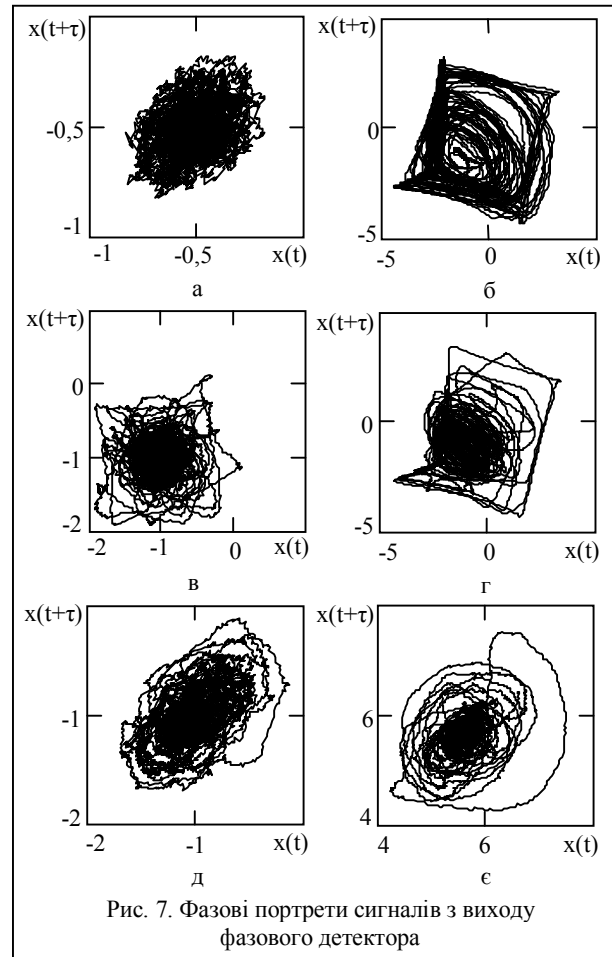 x(t+τ) x(t+τ)
-0,5 0
-1 -5
-1 -0,5 x(t) -5 0 x(t)
а б
x(t+τ) x(t+τ)
0
-1 0
-2 -5
-2 -1 0 x(t) -5 0 x(t)
в г
x(t+τ) x(t+τ)
-1 6
-2 4
-2 -1 x(t) 4 6 x(t)
д є
Рис. 7. Фазові портрети сигналів з виходу
фазового детектора